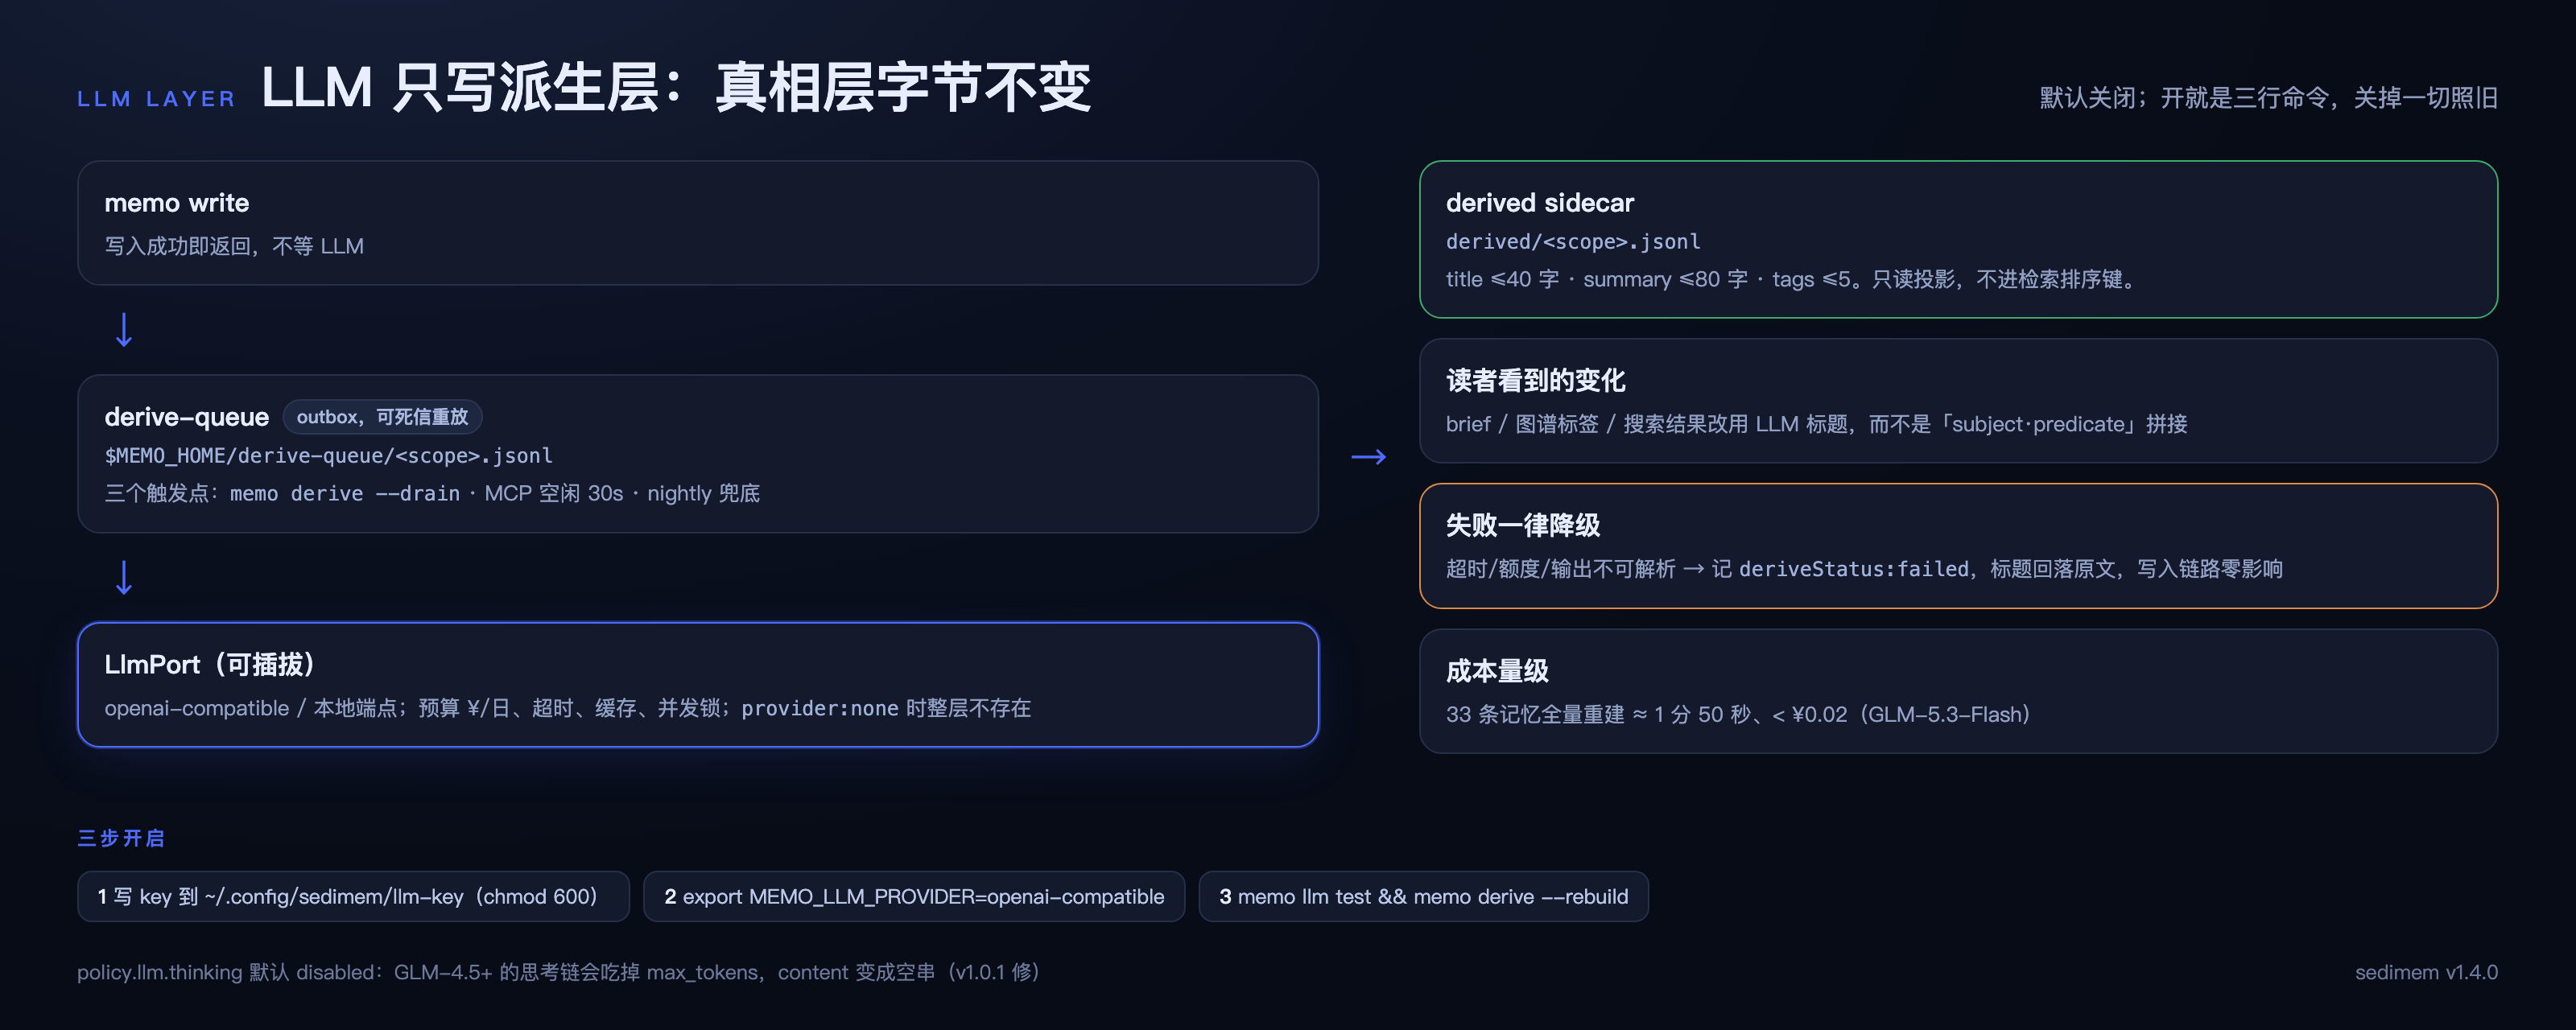 LLM LAYER LLM 只写派生层：真相层字节不变
默认关闭；开就是三行命令，关掉一切照旧
memo write
写入成功即返回，不等 LLM
↓
derive-queue outbox，可死信重放
$MEMO_HOME/derive-queue/<scope>.jsonl
三个触发点：memo derive --drain · MCP 空闲 30s · nightly 兜底
↓
LlmPort（可插拔）
openai-compatible / 本地端点；预算 ¥/日、超时、缓存、并发锁；provider:none 时整层不存在
→
derived sidecar
derived/<scope>.jsonl
title ≤40 字 · summary ≤80 字 · tags ≤5。只读投影，不进检索排序键。
读者看到的变化
brief / 图谱标签 / 搜索结果改用 LLM 标题，而不是「subject·predicate」拼接
失败一律降级
超时/额度/输出不可解析 → 记 deriveStatus:failed，标题回落原文，写入链路零影响
成本量级
33 条记忆全量重建 ≈ 1 分 50 秒、< ¥0.02（GLM-5.3-Flash）
三步开启
1 写 key 到 ~/.config/sedimem/llm-key（chmod 600）
2 export MEMO_LLM_PROVIDER=openai-compatible
3 memo llm test && memo derive --rebuild
policy.llm.thinking 默认 disabled：GLM-4.5+ 的思考链会吃掉 max_tokens，content 变成空串（v1.0.1 修）
sedimem v1.4.0